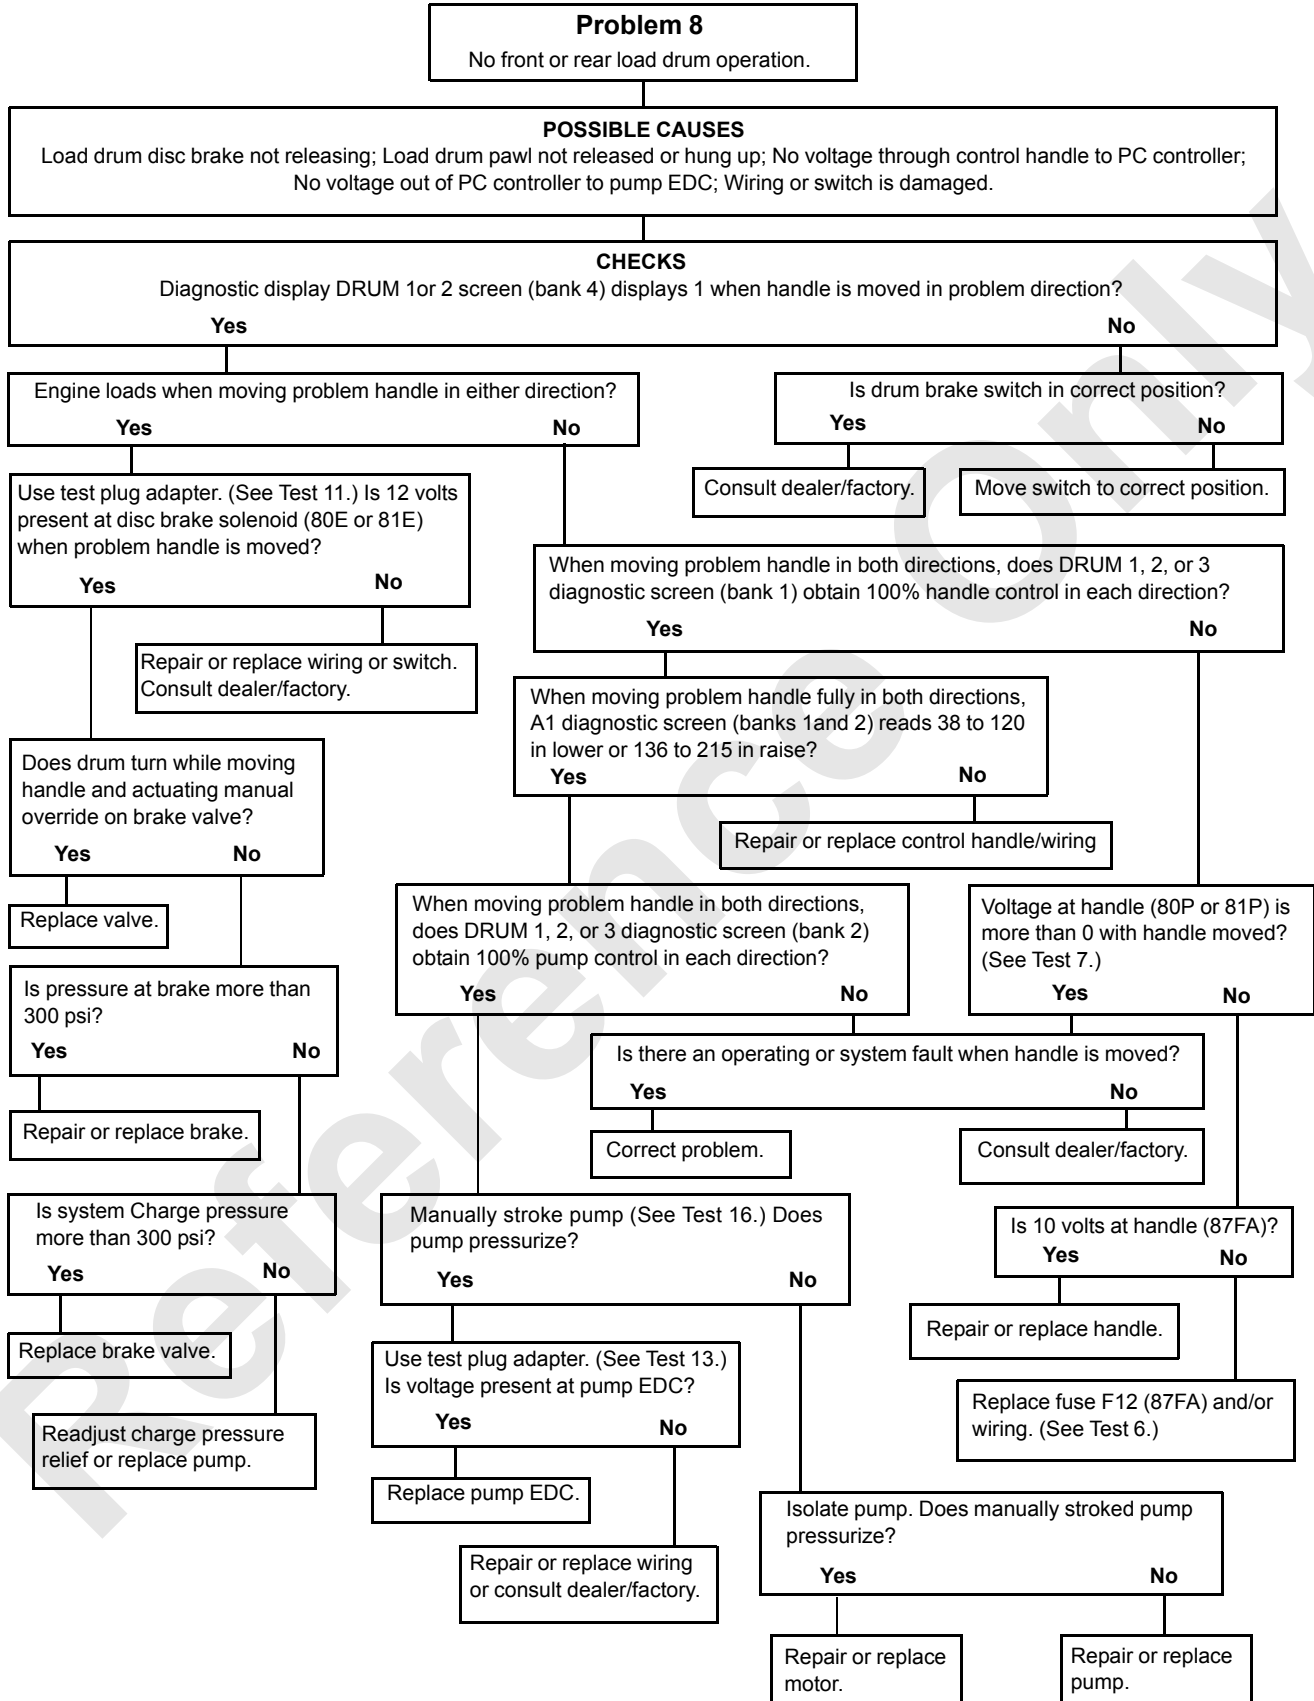 Problem 8
No front or rear load drum operation.
POSSIBLE CAUSES
Load drum disc brake not releasing; Load drum pawl not released or hung up; No voltage through control handle to PC controller;
No voltage out of PC controller to pump EDC; Wiring or switch is damaged.
CHECKS
Diagnostic display DRUM 1or 2 screen (bank 4) displays 1 when handle is moved in problem direction?
Yes
No
Engine loads when moving problem handle in either direction?
Yes
No
Is drum brake switch in correct position?
Yes
No
Use test plug adapter. (See Test 11.) Is 12 volts
present at disc brake solenoid (80E or 81E)
when problem handle is moved?
Yes
No
Consult dealer/factory.
Move switch to correct position.
When moving problem handle in both directions, does DRUM 1, 2, or 3
diagnostic screen (bank 1) obtain 100% handle control in each direction?
Yes
No
Repair or replace wiring or switch.
Consult dealer/factory.
When moving problem handle fully in both directions,
A1 diagnostic screen (banks 1and 2) reads 38 to 120
in lower or 136 to 215 in raise?
Yes
No
Does drum turn while moving
handle and actuating manual
override on brake valve?
Yes
No
Repair or replace control handle/wiring
Replace valve.
When moving problem handle in both directions,
does DRUM 1, 2, or 3 diagnostic screen (bank 2)
obtain 100% pump control in each direction?
Yes
No
Voltage at handle (80P or 81P) is
more than 0 with handle moved?
(See Test 7.)
Yes
No
Is pressure at brake more than
300 psi?
Yes
No
Is there an operating or system fault when handle is moved?
Yes
No
Repair or replace brake.
Correct problem.
Consult dealer/factory.
Is system Charge pressure
more than 300 psi?
Yes
No
Manually stroke pump (See Test 16.) Does
pump pressurize?
Yes
No
Is 10 volts at handle (87FA)?
Yes
No
Replace brake valve.
Use test plug adapter. (See Test 13.)
Is voltage present at pump EDC?
Yes
No
Repair or replace handle.
Readjust charge pressure
relief or replace pump.
Replace fuse F12 (87FA) and/or
wiring. (See Test 6.)
Replace pump EDC.
Isolate pump. Does manually stroked pump
pressurize?
Yes
No
Repair or replace wiring
or consult dealer/factory.
Repair or replace
motor.
Repair or replace
pump.
Reference Only